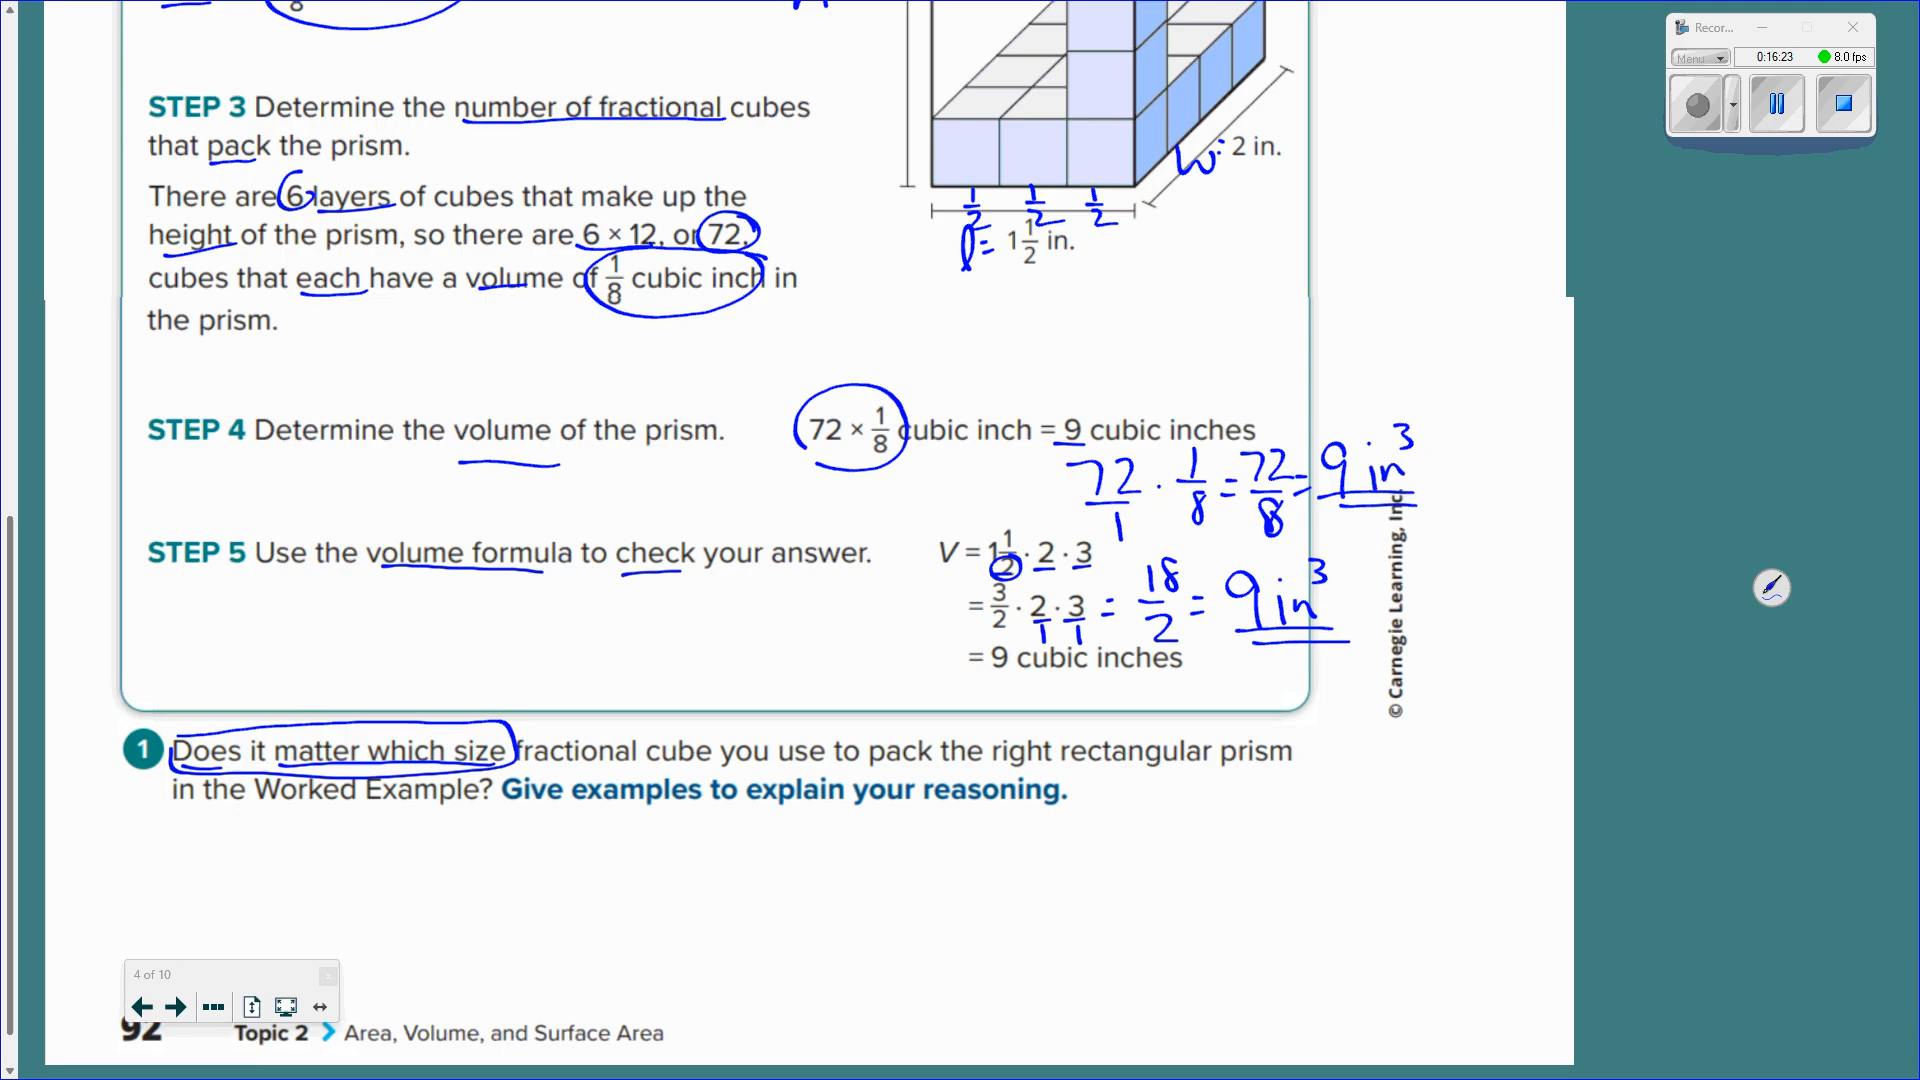 8
STEP 3 Determine the number of fractional cubes
that pack the prism.
There are 6 layers of cubes that make up the
height of the prism, so there are 6 × 12, or 72,
cubes that each have a volume of 1/8 cubic inch in
the prism.
w: 2 in.
1/2 1/2 1/2
l = 1 1/2 in.
STEP 4 Determine the volume of the prism. 72 × 1/8 cubic inch = 9 cubic inches
72/1 · 1/8 = 72/8 = 9 in³
STEP 5 Use the volume formula to check your answer. V = 1 1/2 · 2 · 3
= 3/2 · 2/1 · 3/1 = 18/2 = 9 in³
= 9 cubic inches
© Carnegie Learning, Inc.
1 Does it matter which size fractional cube you use to pack the right rectangular prism
in the Worked Example? Give examples to explain your reasoning.
4 of 10
92 Topic 2 > Area, Volume, and Surface Area
Recor...
Menu 0:16:23 8.0 fps